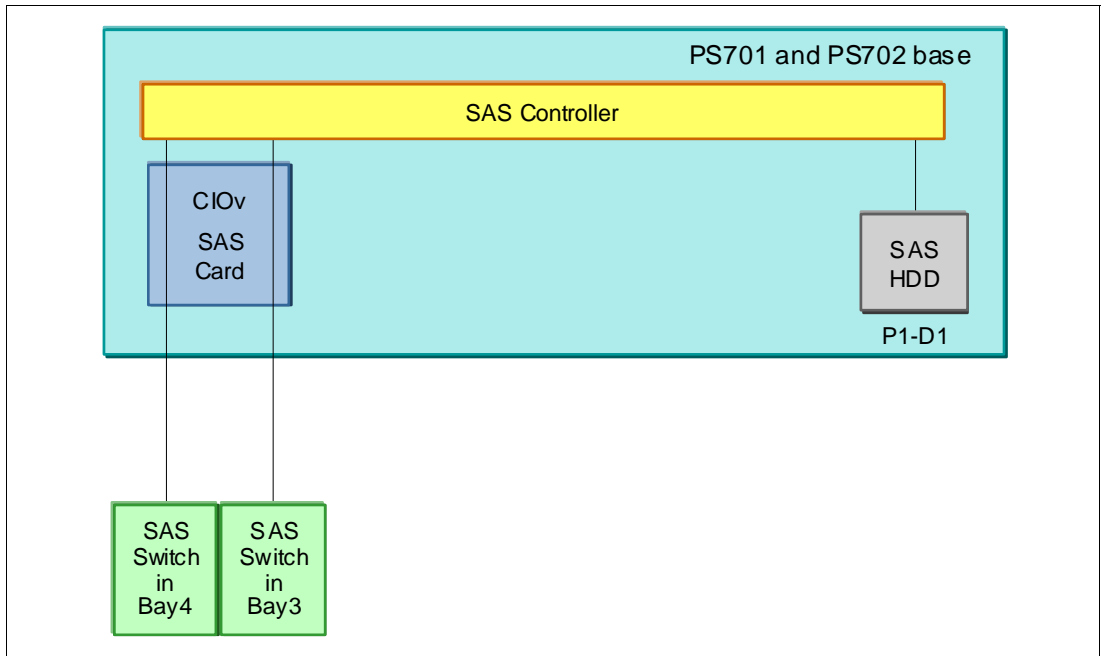 PS701 and PS702 base
SAS Controller
CIOv
SAS
Card
SAS
HDD
P1-D1
SAS
Switch
in
Bay4
SAS
Switch
in
Bay3